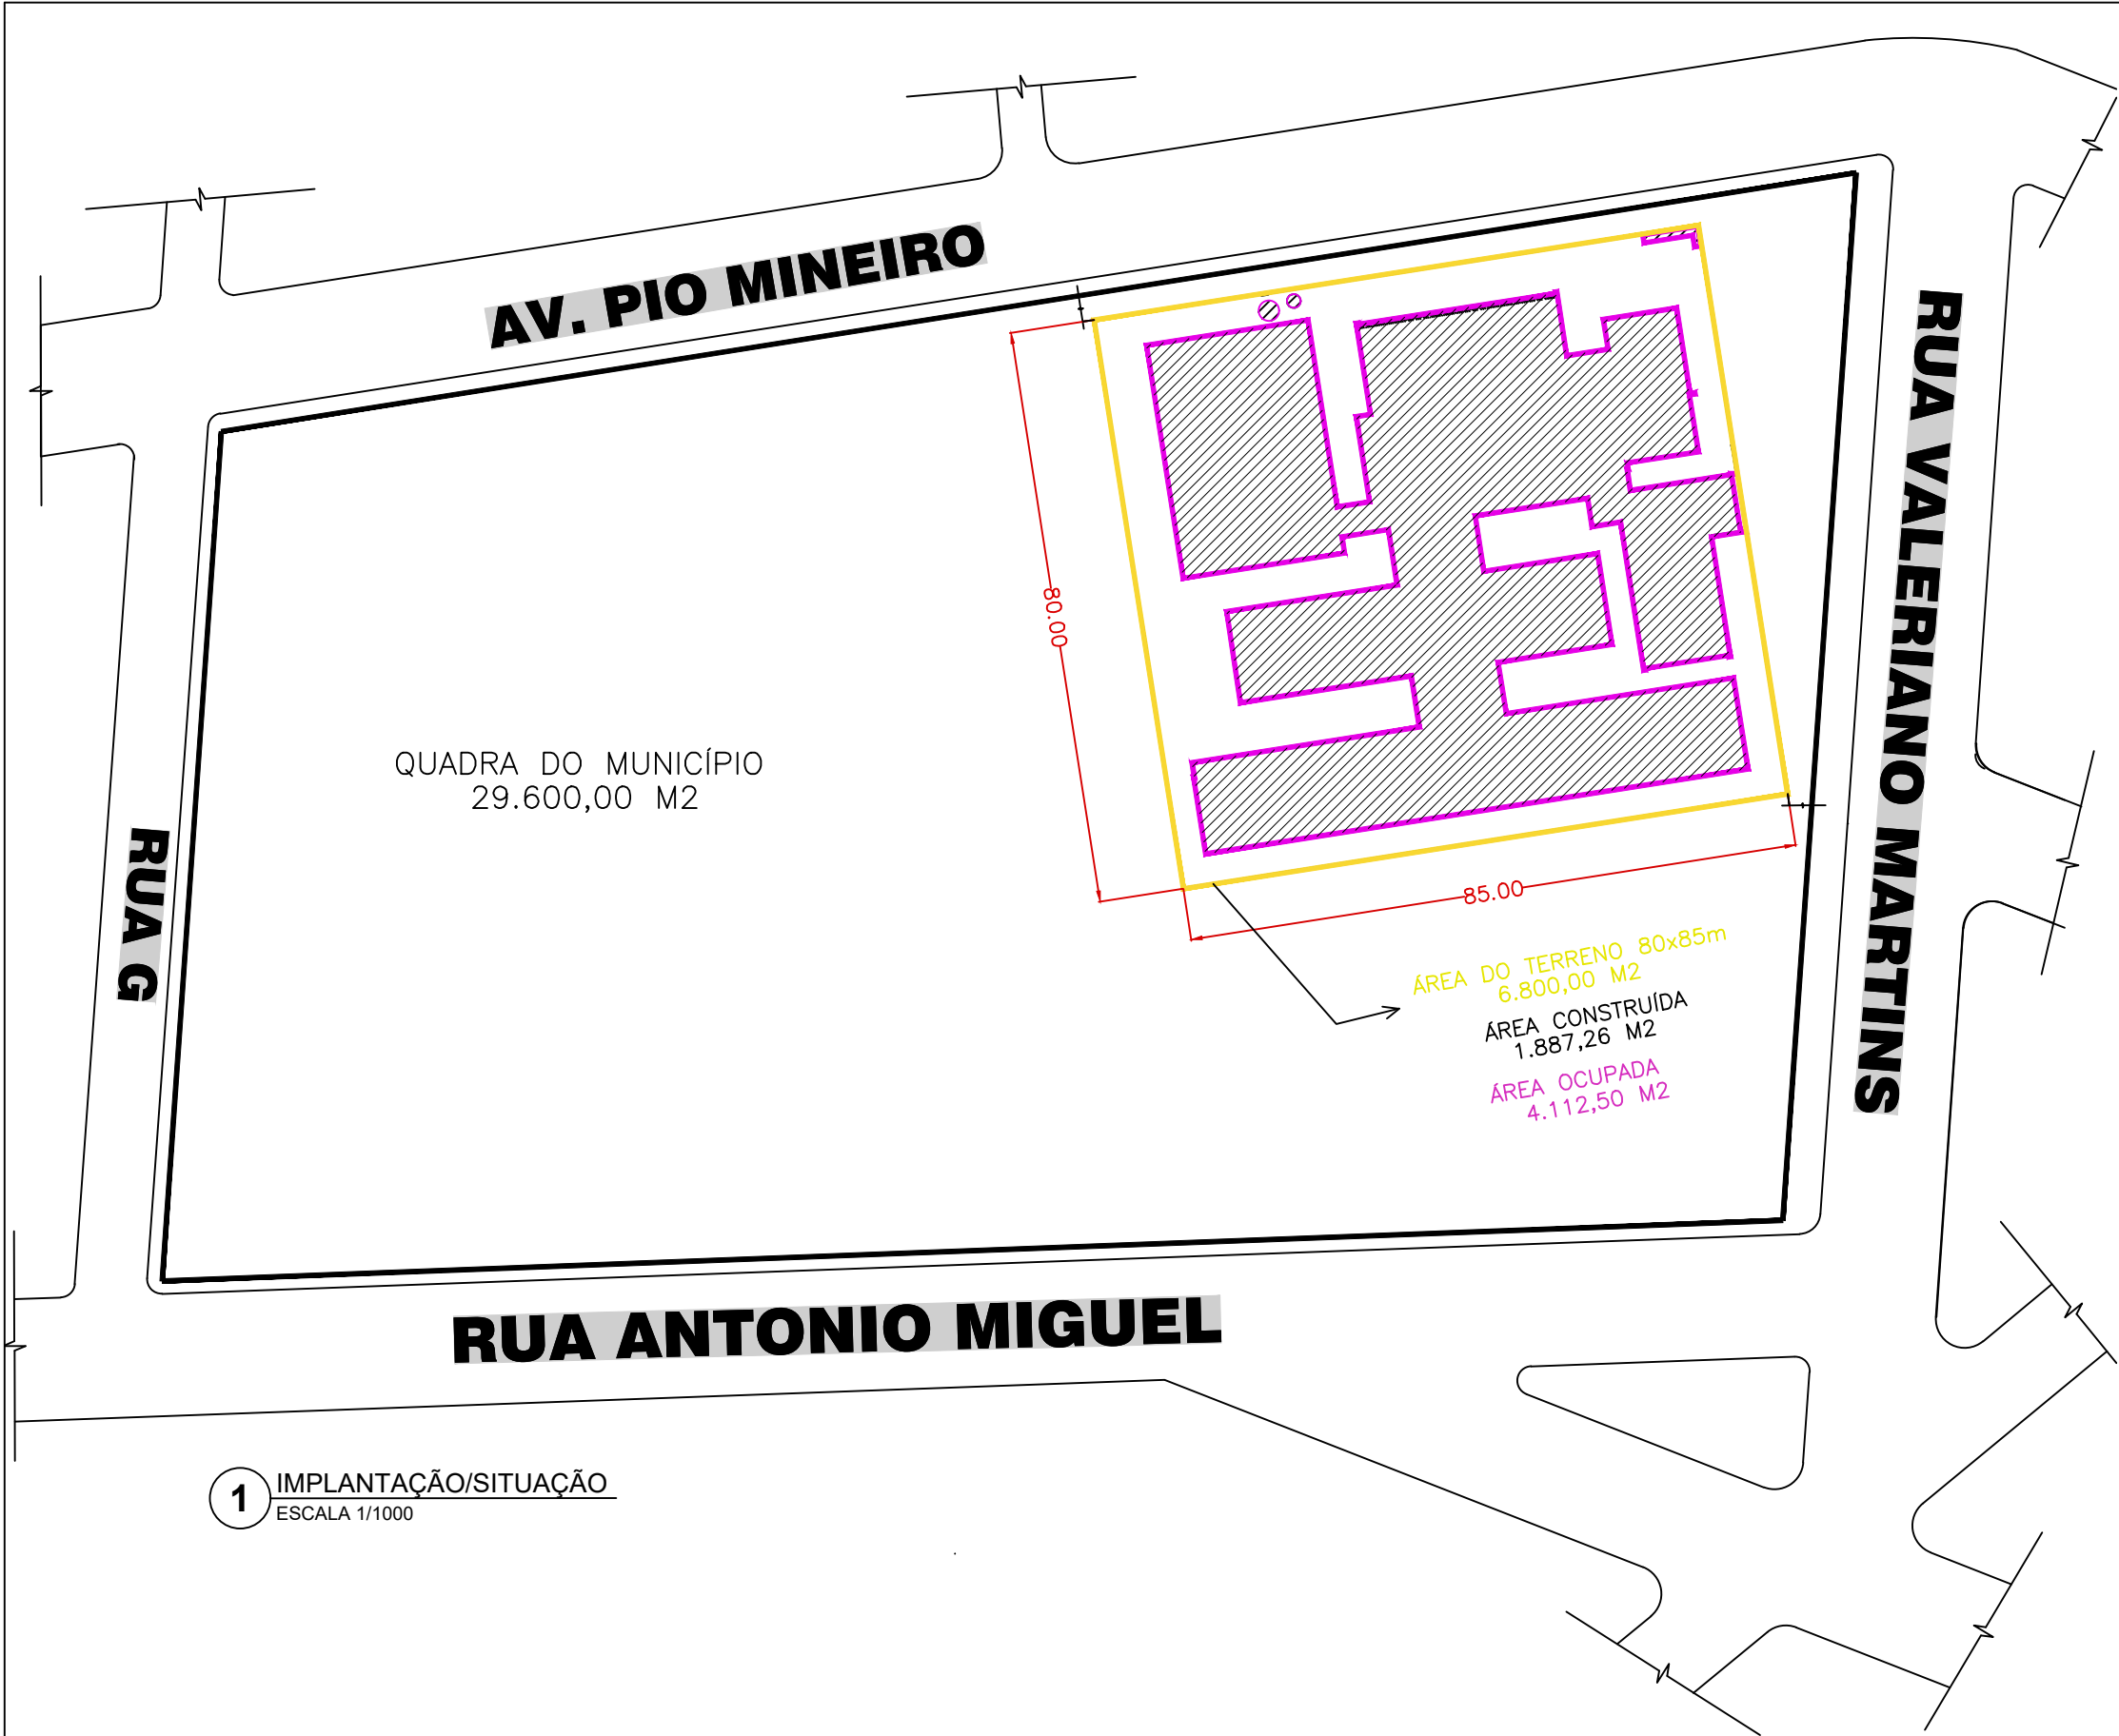 AV. PIO MINEIRO
RUA VALERIANO MARTINS
80.00
QUADRA DO MUNICÍPIO
29.600,00 M2
RUA G
85.00
ÁREA DO TERRENO 80x85m
6.800,00 M2
ÁREA CONSTRUÍDA
1.887,26 M2
ÁREA OCUPADA
4.112,50 M2
RUA ANTONIO MIGUEL
1
IMPLANTAÇÃO/SITUAÇÃO
ESCALA 1/1000